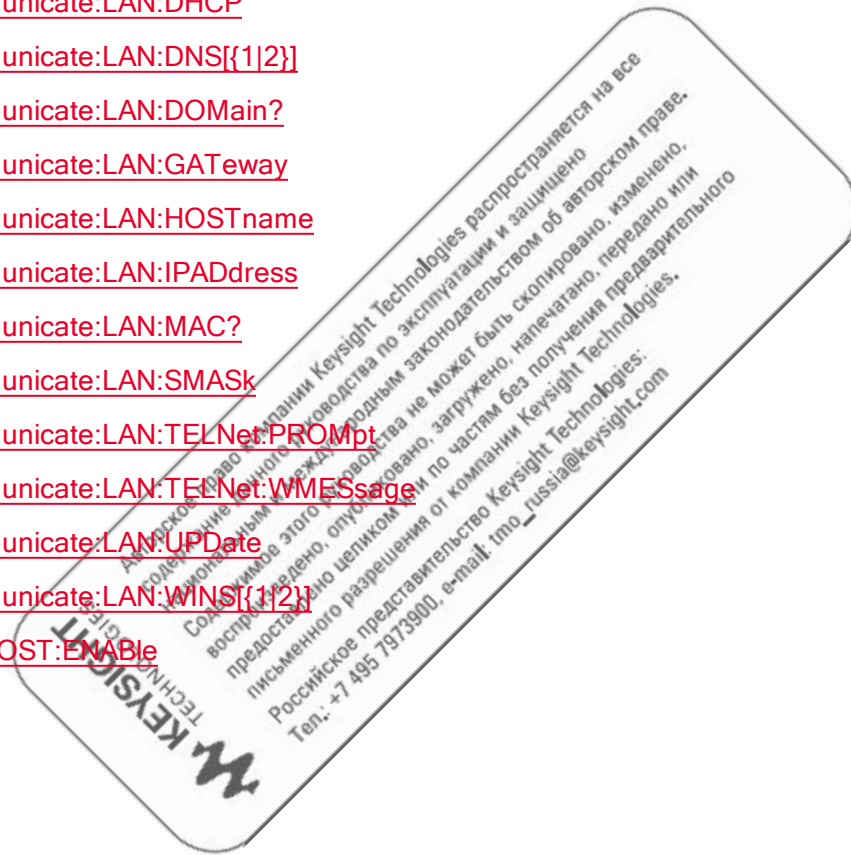 unicate:LAN:DHCP
unicate:LAN:DNS[{1|2}]
unicate:LAN:DOMain?
unicate:LAN:GATeway
unicate:LAN:HOSTname
unicate:LAN:IPADdress
unicate:LAN:MAC?
unicate:LAN:SMASk
unicate:LAN:TELNet:PROMpt
unicate:LAN:TELNet:WMESsage
unicate:LAN:UPDate
unicate:LAN:WINS[{1|2}]
OST:ENABle
KEYSIGHT
TECHNOLOGIES
Авторское право компании Keysight Technologies распространяется на все
содержание данного руководства по эксплуатации и защищено
национальным и международным законодательством об авторском праве.
Содержимое этого руководства не может быть скопировано, изменено,
воспроизведено, опубликовано, загружено, напечатано, передано или
предоставлено целиком или по частям без получения предварительного
письменного разрешения от компании Keysight Technologies.
Российское представительство Keysight Technologies:
Тел.: +7 495 7973900, e-mail: tmo_russia@keysight.com